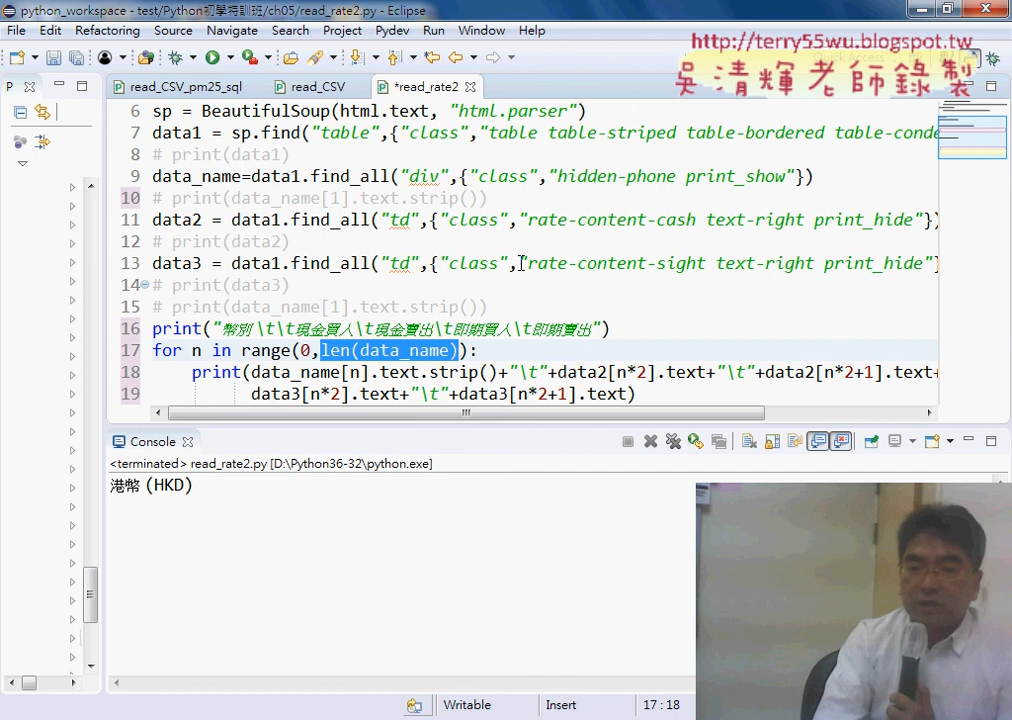 python_workspace - test/Python初學特訓班/ch05/read_rate2.py - Eclipse
File Edit Refactoring Source Navigate Search Project Pydev Run Window Help
http://terry55wu.blogspot.tw
吳清輝老師錄製
P
read_CSV_pm25_sql
read_CSV
*read_rate2
6 sp = BeautifulSoup(html.text, "html.parser")
7 data1 = sp.find("table",{"class","table table-striped table-bordered table-conde
8 # print(data1)
9 data_name=data1.find_all("div",{"class","hidden-phone print_show"})
10 # print(data_name[1].text.strip())
11 data2 = data1.find_all("td",{"class","rate-content-cash text-right print_hide"})
12 # print(data2)
13 data3 = data1.find_all("td",{"class","rate-content-sight text-right print_hide"}
14 # print(data3)
15 # print(data_name[1].text.strip())
16 print("幣別\t\t現金買入\t現金賣出\t即期買入\t即期賣出")
17 for n in range(0,len(data_name)):
18 print(data_name[n].text.strip()+"\t"+data2[n*2].text+"\t"+data2[n*2+1].text+
19 data3[n*2].text+"\t"+data3[n*2+1].text)
Console
<terminated> read_rate2.py [D:\Python36-32\python.exe]
港幣 (HKD)
Writable
Insert
17 : 18